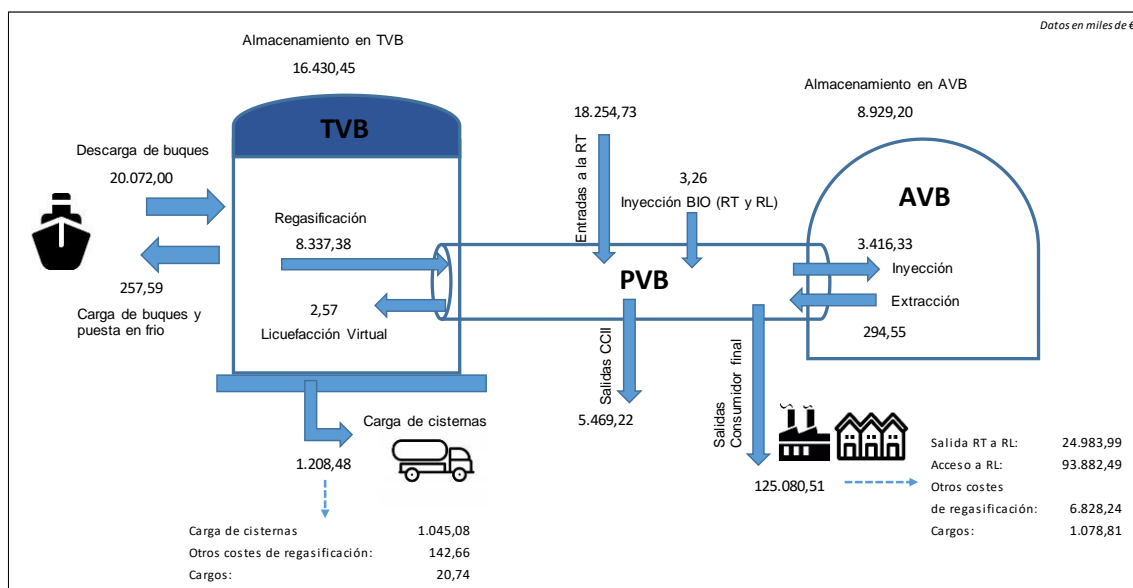 Datos en miles de €
Almacenamiento en TVB
16.430,45
Almacenamiento en AVB
8.929,20
TVB
18.254,73
Entradas a la RT
3,26
Inyección BIO (RT y RL)
Descarga de buques
20.072,00
257,59
Carga de buques y
puesta en frio
Regasificación
8.337,38
2,57
Licuefacción Virtual
PVB
AVB
3.416,33
Inyección
Extracción
294,55
Salidas CCII
5.469,22
Salidas
Consumidor final
125.080,51
Carga de cisternas
1.208,48
Carga de cisternas 1.045,08
Otros costes de regasificación: 142,66
Cargos: 20,74
Salida RT a RL: 24.983,99
Acceso a RL: 93.882,49
Otros costes
de regasificación: 6.828,24
Cargos: 1.078,81